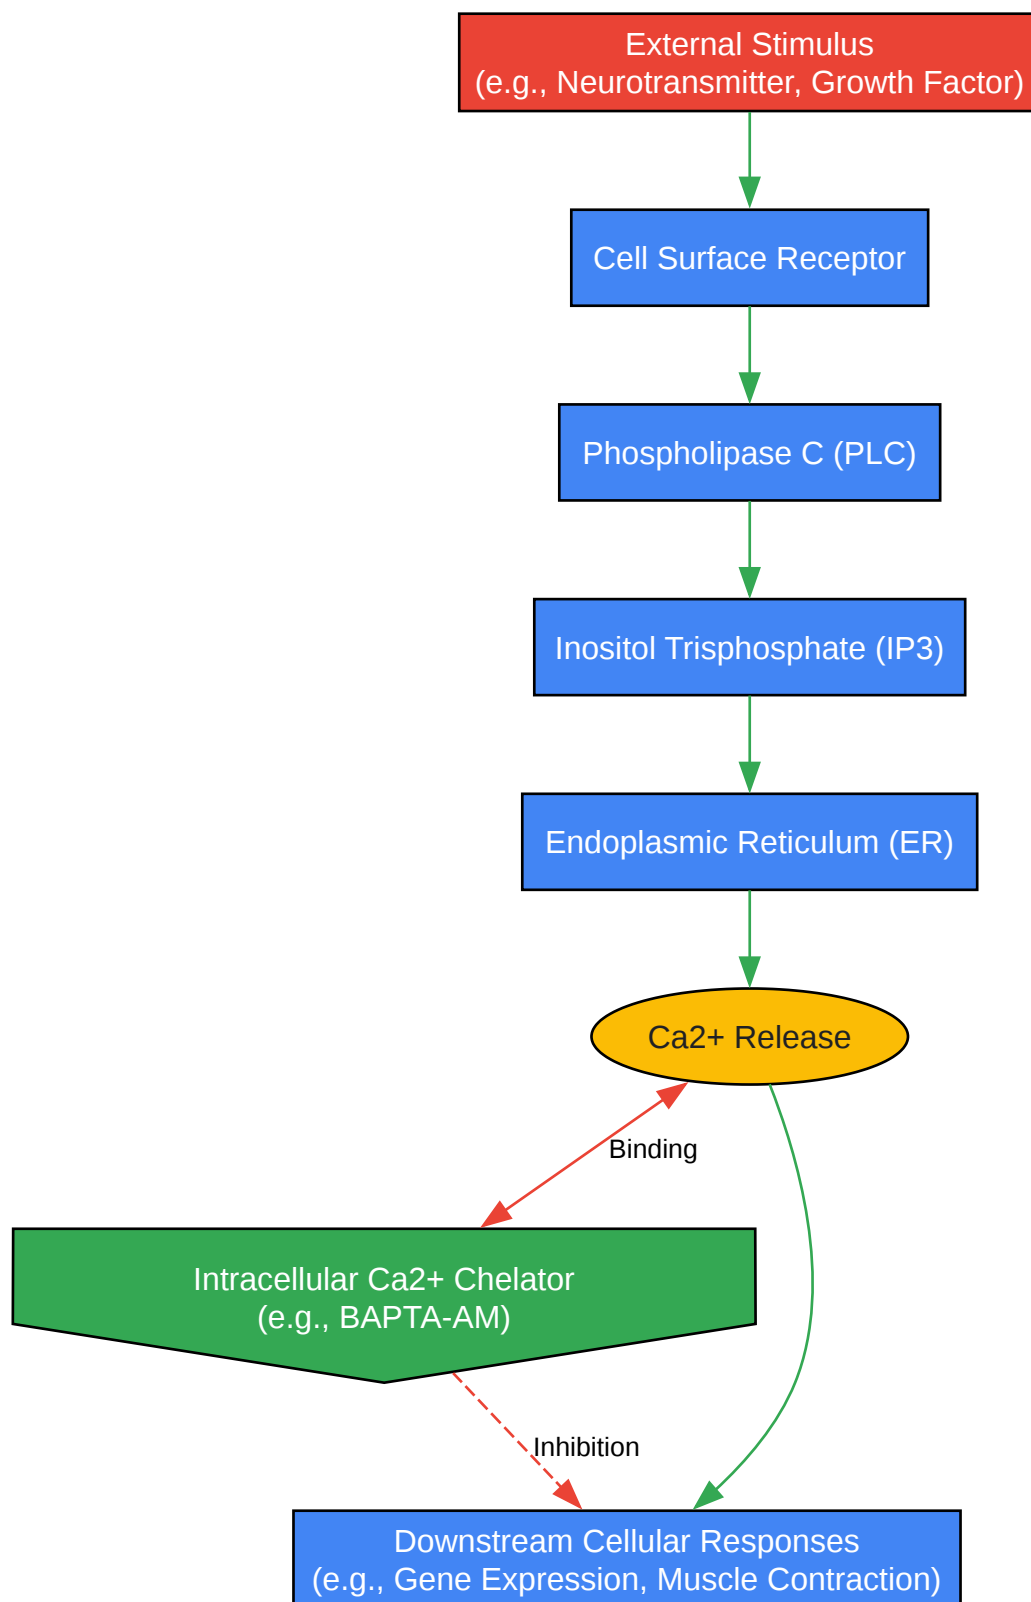 External Stimulus
(e.g., Neurotransmitter, Growth Factor)
Cell Surface Receptor
Phospholipase C (PLC)
Inositol Trisphosphate (IP3)
Endoplasmic Reticulum (ER)
Ca2+ Release
Binding
Intracellular Ca2+ Chelator
(e.g., BAPTA-AM)
Inhibition
Downstream Cellular Responses
(e.g., Gene Expression, Muscle Contraction)